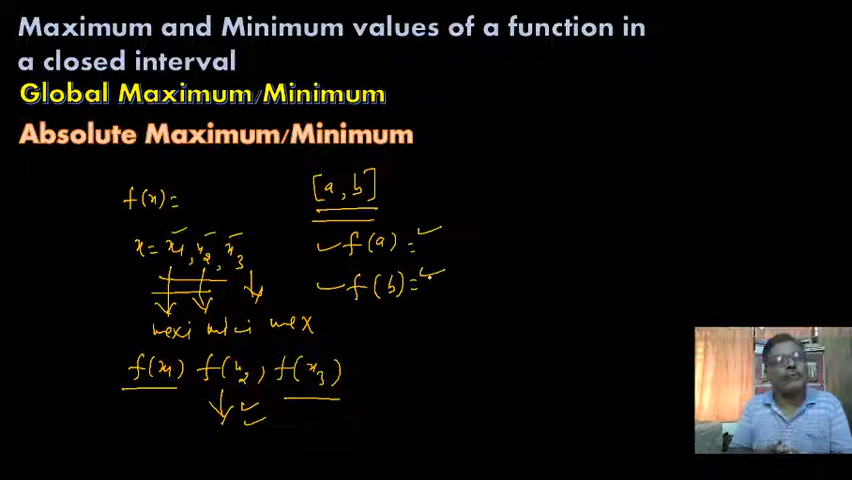 Maximum and Minimum values of a function in
a closed interval
Global Maximum/Minimum
Absolute Maximum/Minimum
f(x)=
[a, b]
x = x1, x2, x3
f(a) =
f(b) =
maxi mini max
f(x1) f(x2), f(x3)